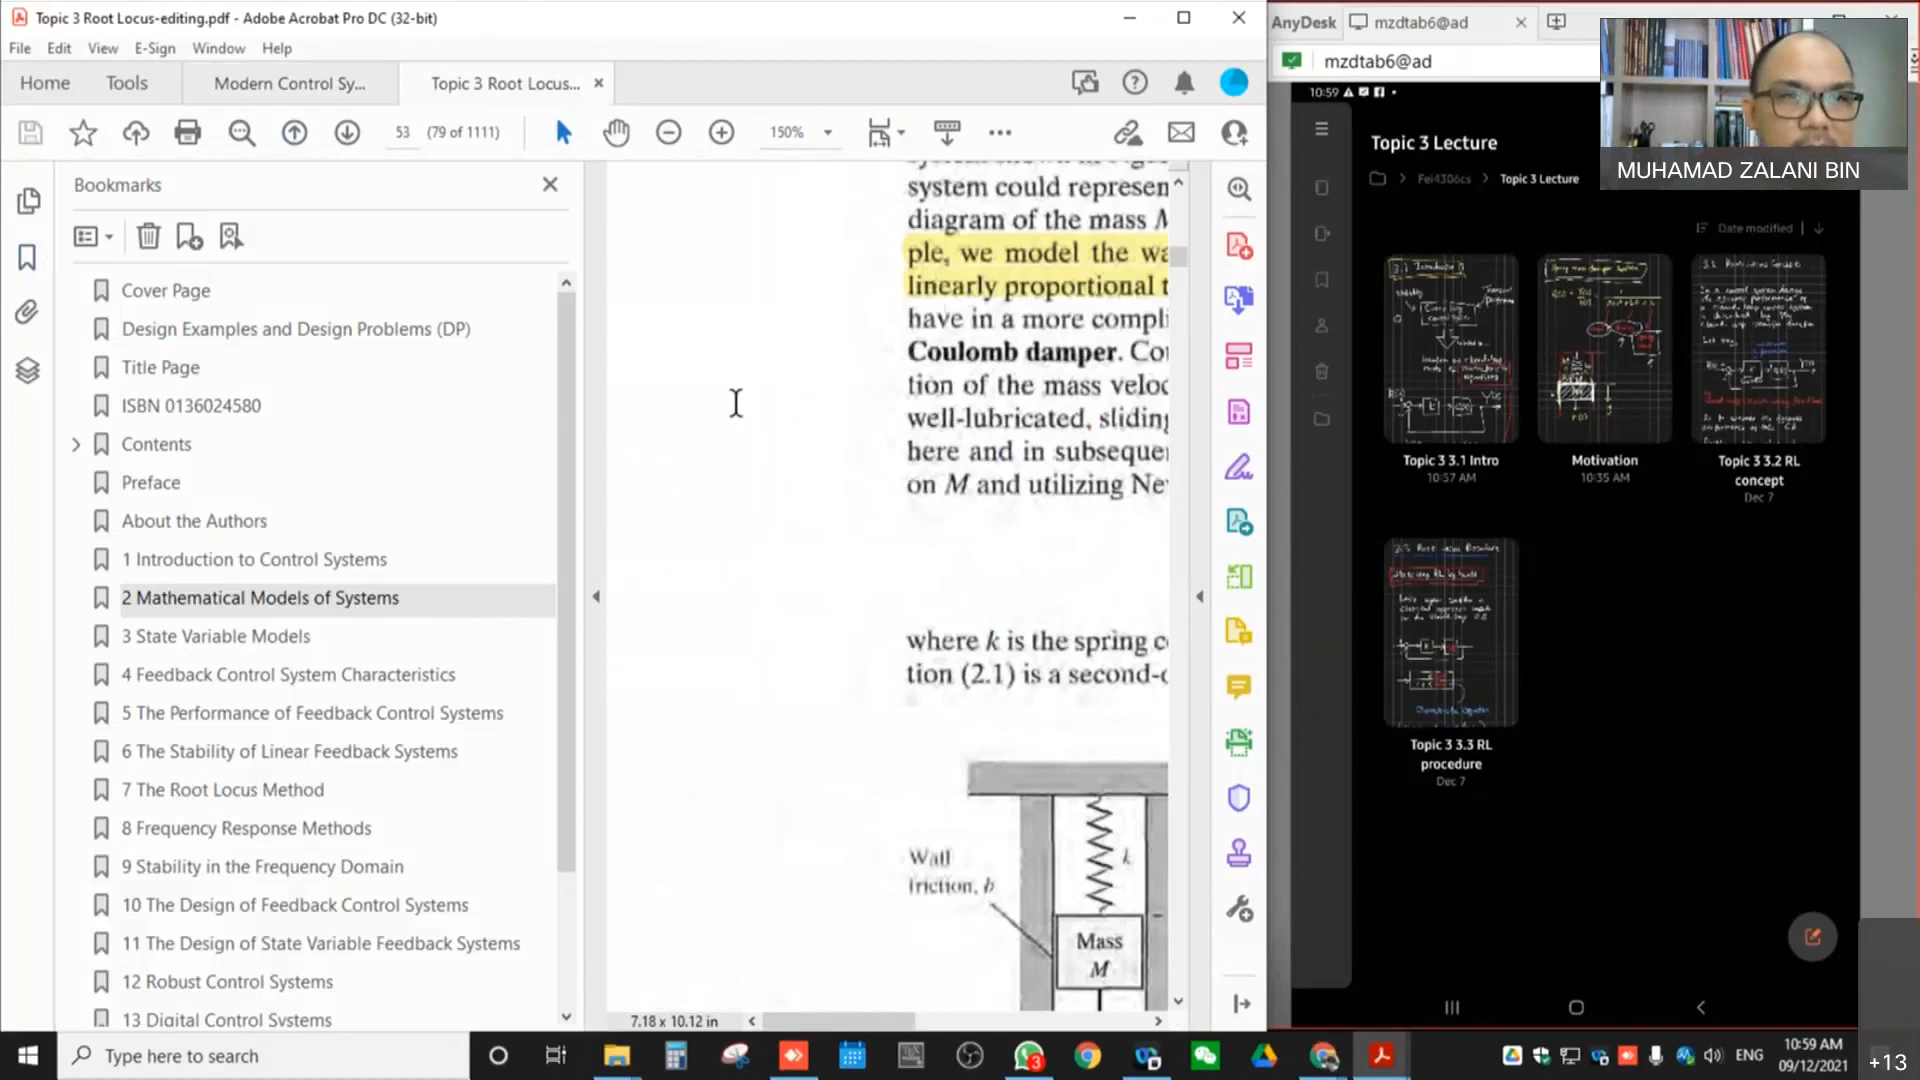 Topic 3 Root Locus-editing.pdf - Adobe Acrobat Pro DC (32-bit)
File Edit View E-Sign Window Help
Home Tools Modern Control Sy... Topic 3 Root Locus...
53 (79 of 1111) 150%
Bookmarks
Cover Page
Design Examples and Design Problems (DP)
Title Page
ISBN 0136024580
Contents
Preface
About the Authors
1 Introduction to Control Systems
2 Mathematical Models of Systems
3 State Variable Models
4 Feedback Control System Characteristics
5 The Performance of Feedback Control Systems
6 The Stability of Linear Feedback Systems
7 The Root Locus Method
8 Frequency Response Methods
9 Stability in the Frequency Domain
10 The Design of Feedback Control Systems
11 The Design of State Variable Feedback Systems
12 Robust Control Systems
13 Digital Control Systems
system could represen
diagram of the mass M
ple, we model the wa
linearly proportional t
have in a more compli
Coulomb damper. Co
tion of the mass veloc
well-lubricated, sliding
here and in subseque
on M and utilizing Ne
where k is the spring c
tion (2.1) is a second-o
Wall
friction, b
k
Mass
M
7.18 x 10.12 in
AnyDesk mzdtab6@ad
mzdtab6@ad
MUHAMAD ZALANI BIN
10:59
Topic 3 Lecture
Fei4306cs Topic 3 Lecture
Date modified
Topic 3 3.1 Intro
10:57 AM
Motivation
10:35 AM
Topic 3 3.2 RL
concept
Dec 7
Topic 3 3.3 RL
procedure
Dec 7
Type here to search
3
ENG
10:59 AM
09/12/2021
+13